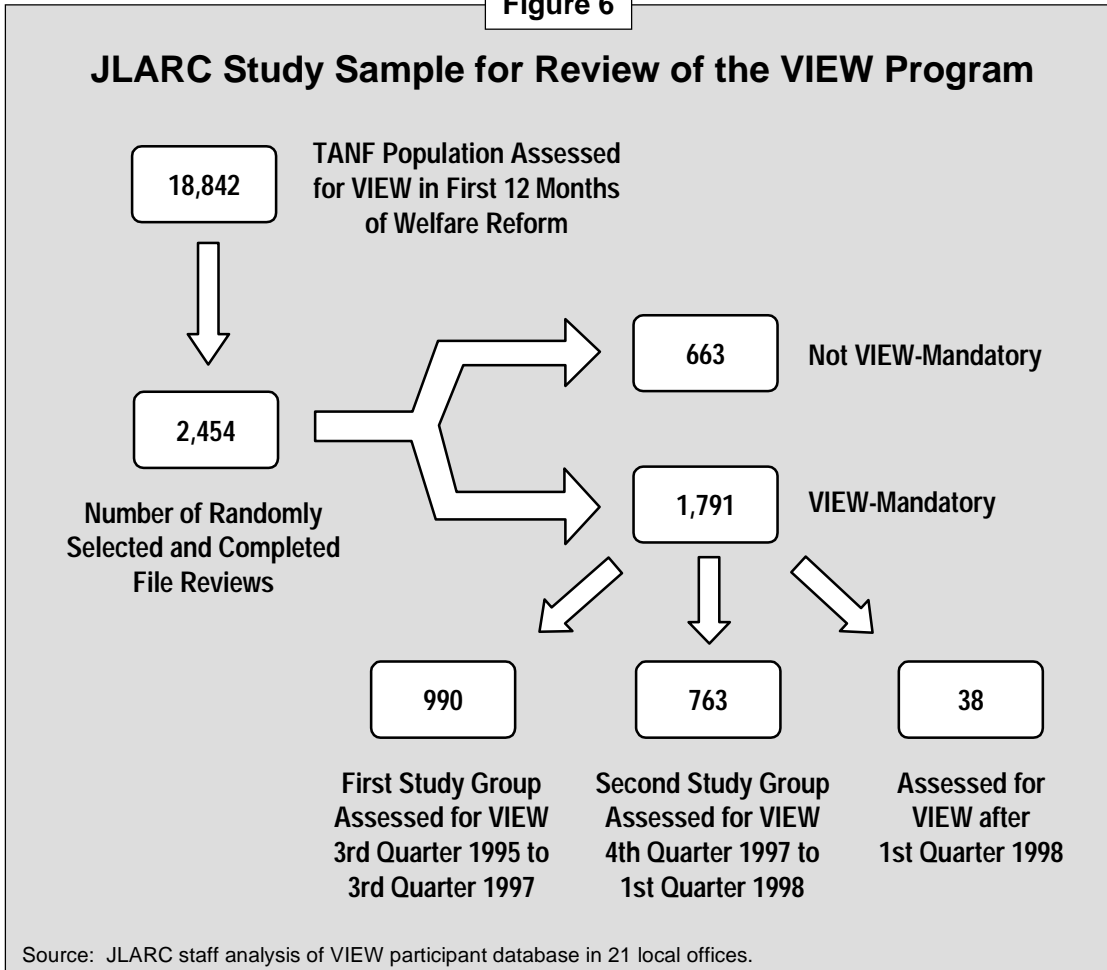 Figure 6
JLARC Study Sample for Review of the VIEW Program
18,842
TANF Population Assessed
for VIEW in First 12 Months
of Welfare Reform
2,454
Number of Randomly
Selected and Completed
File Reviews
663
Not VIEW-Mandatory
1,791
VIEW-Mandatory
990
First Study Group
Assessed for VIEW
3rd Quarter 1995 to
3rd Quarter 1997
763
Second Study Group
Assessed for VIEW
4th Quarter 1997 to
1st Quarter 1998
38
Assessed for
VIEW after
1st Quarter 1998
Source: JLARC staff analysis of VIEW participant database in 21 local offices.